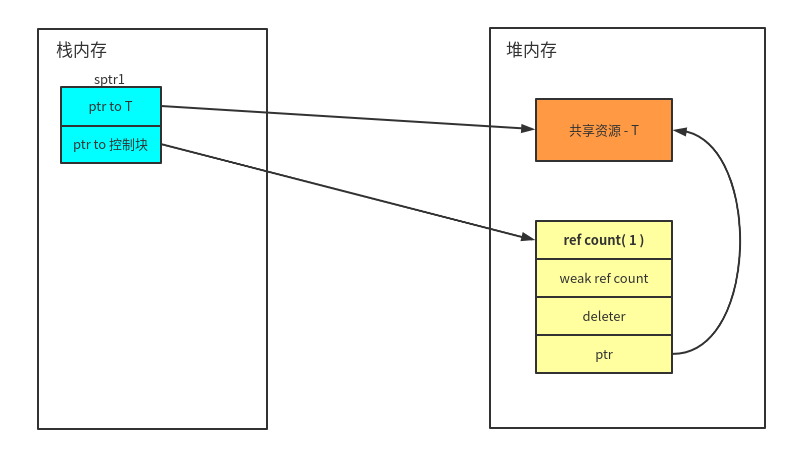 栈内存
sptr1
ptr to T
ptr to 控制块
堆内存
共享资源 - T
ref count( 1 )
weak ref count
deleter
ptr